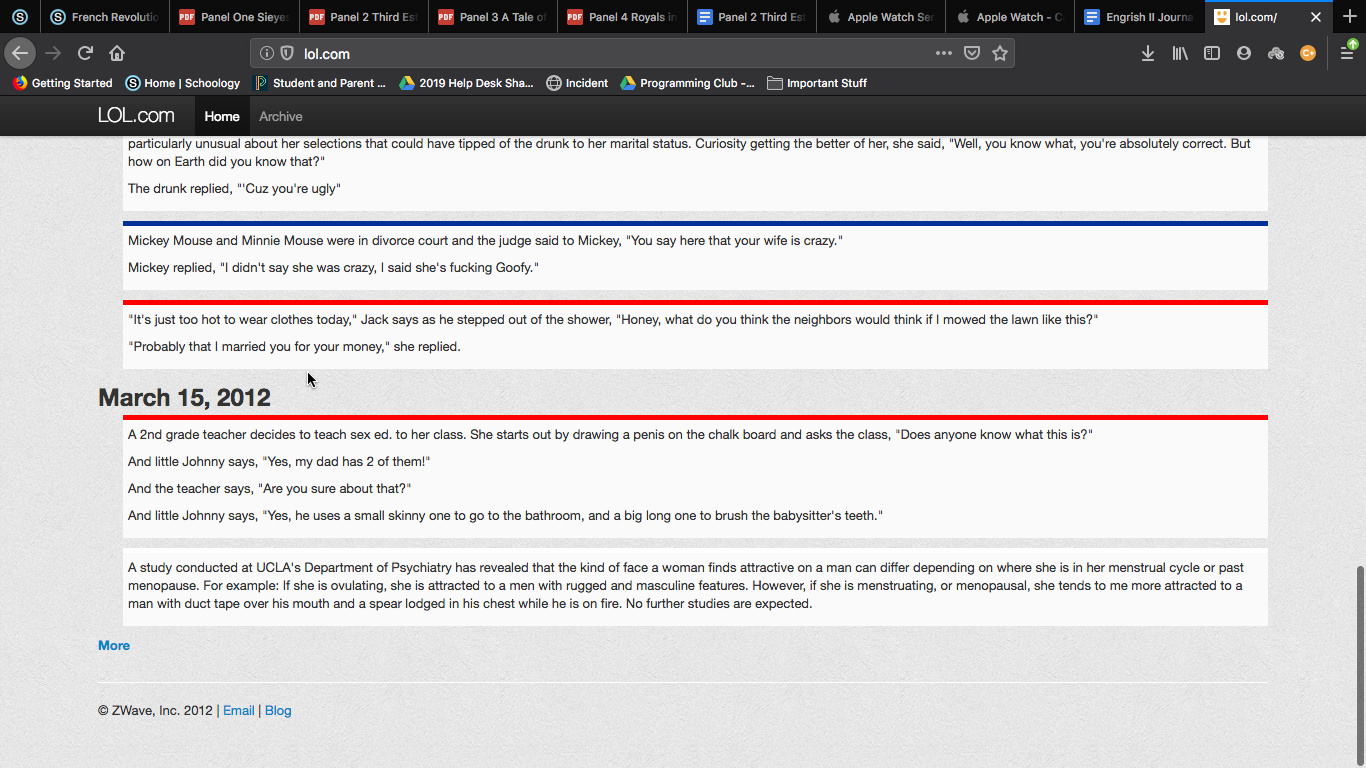 French Revolutio
Panel One Sieyes
Panel 2 Third Est
Panel 3 A Tale of
Panel 4 Royals in
Panel 2 Third Est
Apple Watch Ser
Apple Watch - C
Engrish II Journa
lol.com/
lol.com
Getting Started
Home | Schoology
Student and Parent ...
2019 Help Desk Sha...
Incident
Programming Club -...
Important Stuff
LOL.com
Home
Archive
particularly unusual about her selections that could have tipped of the drunk to her marital status. Curiosity getting the better of her, she said, "Well, you know what, you're absolutely correct. But
how on Earth did you know that?"
The drunk replied, "'Cuz you're ugly"
Mickey Mouse and Minnie Mouse were in divorce court and the judge said to Mickey, "You say here that your wife is crazy."
Mickey replied, "I didn't say she was crazy, I said she's fucking Goofy."
"It's just too hot to wear clothes today," Jack says as he stepped out of the shower, "Honey, what do you think the neighbors would think if I mowed the lawn like this?"
"Probably that I married you for your money," she replied.
March 15, 2012
A 2nd grade teacher decides to teach sex ed. to her class. She starts out by drawing a penis on the chalk board and asks the class, "Does anyone know what this is?"
And little Johnny says, "Yes, my dad has 2 of them!"
And the teacher says, "Are you sure about that?"
And little Johnny says, "Yes, he uses a small skinny one to go to the bathroom, and a big long one to brush the babysitter's teeth."
A study conducted at UCLA's Department of Psychiatry has revealed that the kind of face a woman finds attractive on a man can differ depending on where she is in her menstrual cycle or past
menopause. For example: If she is ovulating, she is attracted to a men with rugged and masculine features. However, if she is menstruating, or menopausal, she tends to me more attracted to a
man with duct tape over his mouth and a spear lodged in his chest while he is on fire. No further studies are expected.
More
© ZWave, Inc. 2012 | Email | Blog